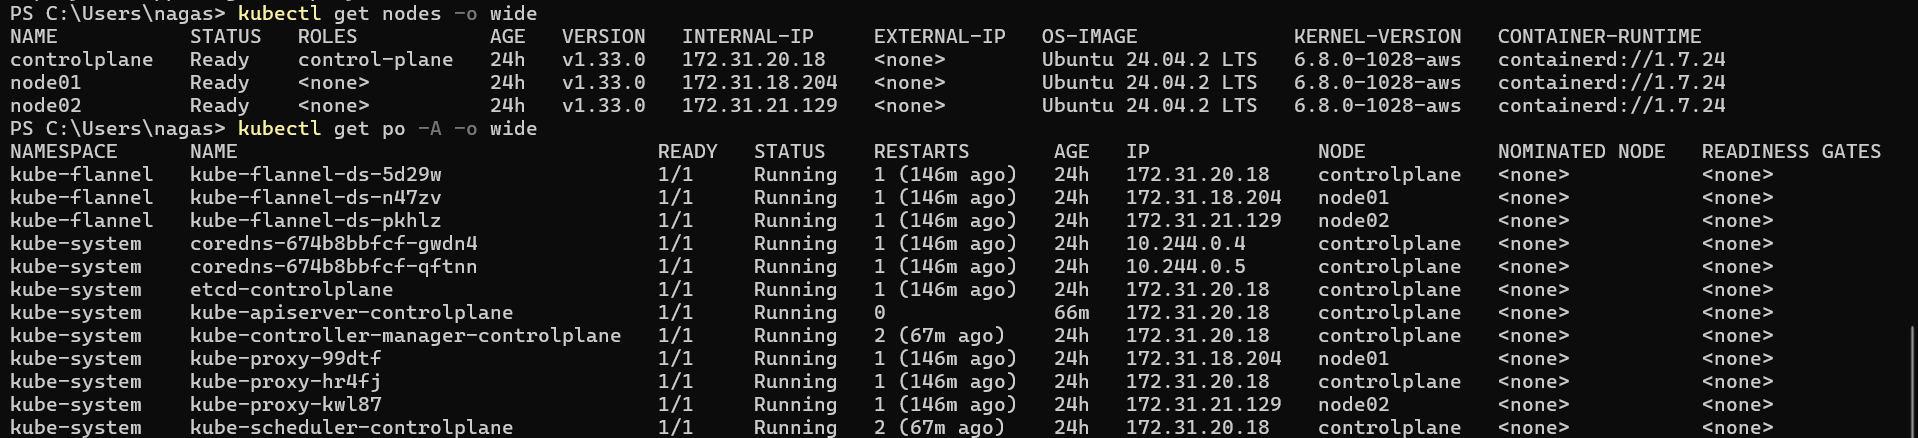 PS C:\Users\nagas> kubectl get nodes -o wide
NAME           STATUS   ROLES           AGE   VERSION   INTERNAL-IP     EXTERNAL-IP   OS-IMAGE             KERNEL-VERSION   CONTAINER-RUNTIME
controlplane   Ready    control-plane   24h   v1.33.0   172.31.20.18    <none>        Ubuntu 24.04.2 LTS   6.8.0-1028-aws   containerd://1.7.24
node01         Ready    <none>          24h   v1.33.0   172.31.18.204   <none>        Ubuntu 24.04.2 LTS   6.8.0-1028-aws   containerd://1.7.24
node02         Ready    <none>          24h   v1.33.0   172.31.21.129   <none>        Ubuntu 24.04.2 LTS   6.8.0-1028-aws   containerd://1.7.24
PS C:\Users\nagas> kubectl get po -A -o wide
NAMESPACE      NAME                                   READY   STATUS    RESTARTS       AGE   IP              NODE           NOMINATED NODE   READINESS GATES
kube-flannel   kube-flannel-ds-5d29w                  1/1     Running   1 (146m ago)   24h   172.31.20.18    controlplane   <none>           <none>
kube-flannel   kube-flannel-ds-n47zv                  1/1     Running   1 (146m ago)   24h   172.31.18.204   node01         <none>           <none>
kube-flannel   kube-flannel-ds-pkhlz                  1/1     Running   1 (146m ago)   24h   172.31.21.129   node02         <none>           <none>
kube-system    coredns-674b8bbfcf-gwdn4               1/1     Running   1 (146m ago)   24h   10.244.0.4      controlplane   <none>           <none>
kube-system    coredns-674b8bbfcf-qftnn               1/1     Running   1 (146m ago)   24h   10.244.0.5      controlplane   <none>           <none>
kube-system    etcd-controlplane                      1/1     Running   1 (146m ago)   24h   172.31.20.18    controlplane   <none>           <none>
kube-system    kube-apiserver-controlplane            1/1     Running   0              66m   172.31.20.18    controlplane   <none>           <none>
kube-system    kube-controller-manager-controlplane   1/1     Running   2 (67m ago)    24h   172.31.20.18    controlplane   <none>           <none>
kube-system    kube-proxy-99dtf                       1/1     Running   1 (146m ago)   24h   172.31.18.204   node01         <none>           <none>
kube-system    kube-proxy-hr4fj                       1/1     Running   1 (146m ago)   24h   172.31.20.18    controlplane   <none>           <none>
kube-system    kube-proxy-kwl87                       1/1     Running   1 (146m ago)   24h   172.31.21.129   node02         <none>           <none>
kube-system    kube-scheduler-controlplane            1/1     Running   2 (67m ago)    24h   172.31.20.18    controlplane   <none>           <none>